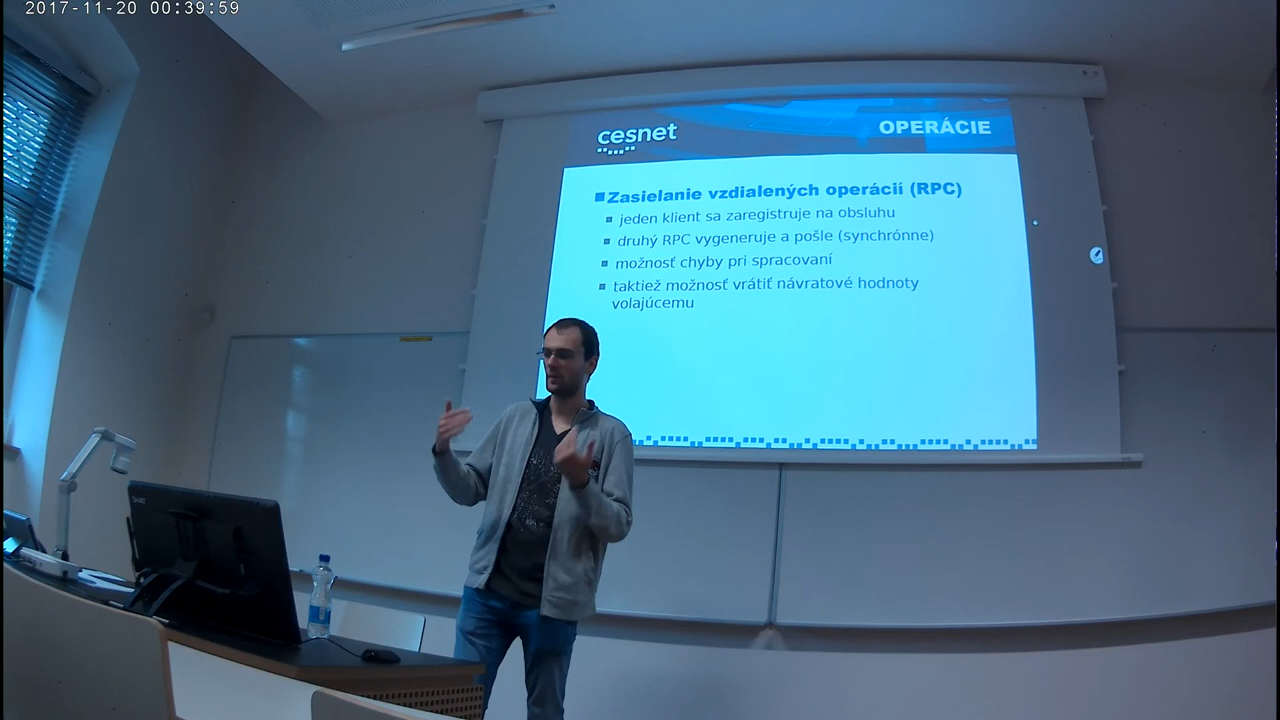 2017-11-20 00:39:59
cesnet
OPERÁCIE
Zasielanie vzdialených operácií (RPC)
jeden klient sa zaregistruje na obsluhu
druhý RPC vygeneruje a pošle (synchrónne)
možnosť chyby pri spracovaní
taktiež možnosť vrátiť návratové hodnoty
volajúcemu